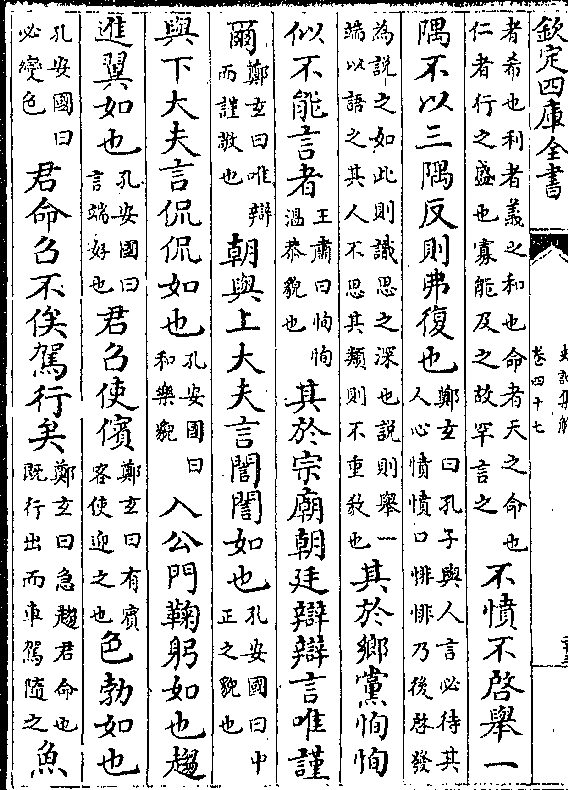 欽定四庫全書
史記集解
卷四十七
者希也利者義之和也命者天之命也
仁者行之盛也寡能及之故罕言之
不憤不啓舉一
隅不以三隅反則弗復也
鄭玄曰孔子與人言必待其
人心憤憤口悱悱乃後啓發
為說之如此則識思之深也說則舉一
端以語之其人不思其類則不重教也
其於鄉黨恂恂
似不能言者
王肅曰恂恂
溫恭貌也
其於宗廟朝廷辯辯言唯謹
爾
鄭玄曰唯辯
而謹敬也
朝與上大夫言誾誾如也
孔安國曰中
正之貌也
與下大夫言侃侃如也
孔安國曰
和樂貌
入公門鞠躬如也趨
進翼如也
孔安國曰
言端好也
君召使儐
鄭玄曰有賓
客使迎之也
色勃如也
孔安國曰
必變色
君命召不俟駕行矣
鄭玄曰急趨君命也
既行出而車駕隨之
魚